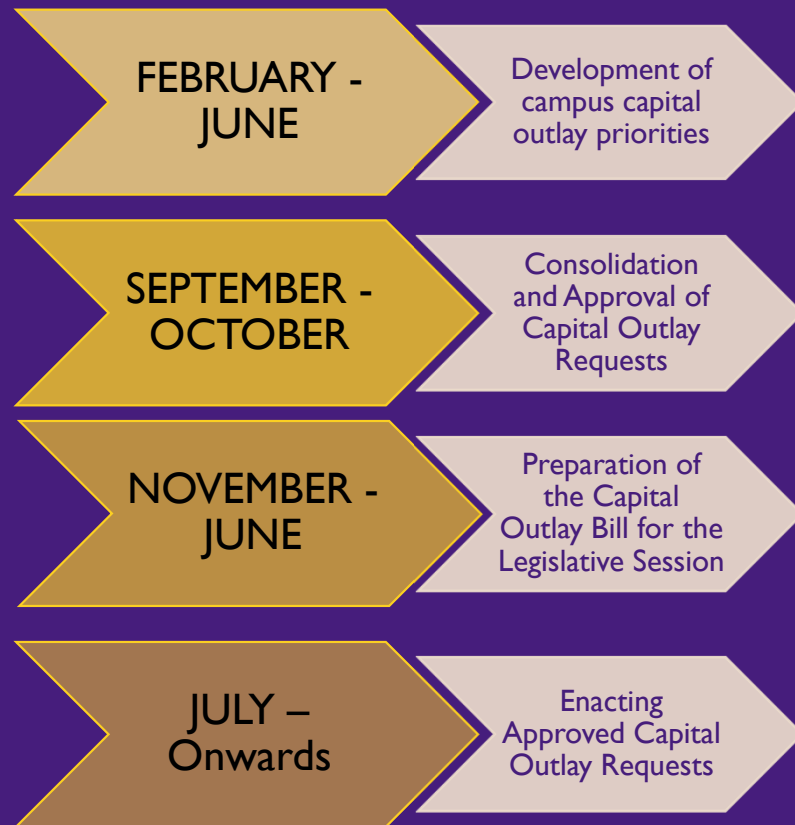 FEBRUARY -
JUNE
Development of
campus capital
outlay priorities
SEPTEMBER -
OCTOBER
Consolidation
and Approval of
Capital Outlay
Requests
NOVEMBER -
JUNE
Preparation of
the Capital
Outlay Bill for the
Legislative Session
JULY –
Onwards
Enacting
Approved Capital
Outlay Requests